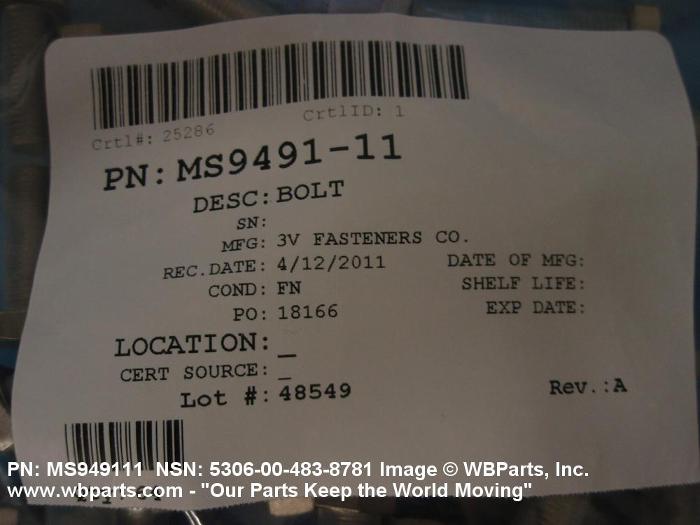 Crtl#: 25286
CrtlID: 1
PN: MS9491-11
DESC: BOLT
SN:
MFG: 3V FASTENERS CO.
REC.DATE: 4/12/2011 DATE OF MFG:
COND: FN SHELF LIFE:
PO: 18166 EXP DATE:
LOCATION: _
CERT SOURCE: _
Lot #: 48549 Rev.:A
PN: MS949111 NSN: 5306-00-483-8781 Image © WBParts, Inc.
www.wbparts.com - "Our Parts Keep the World Moving"